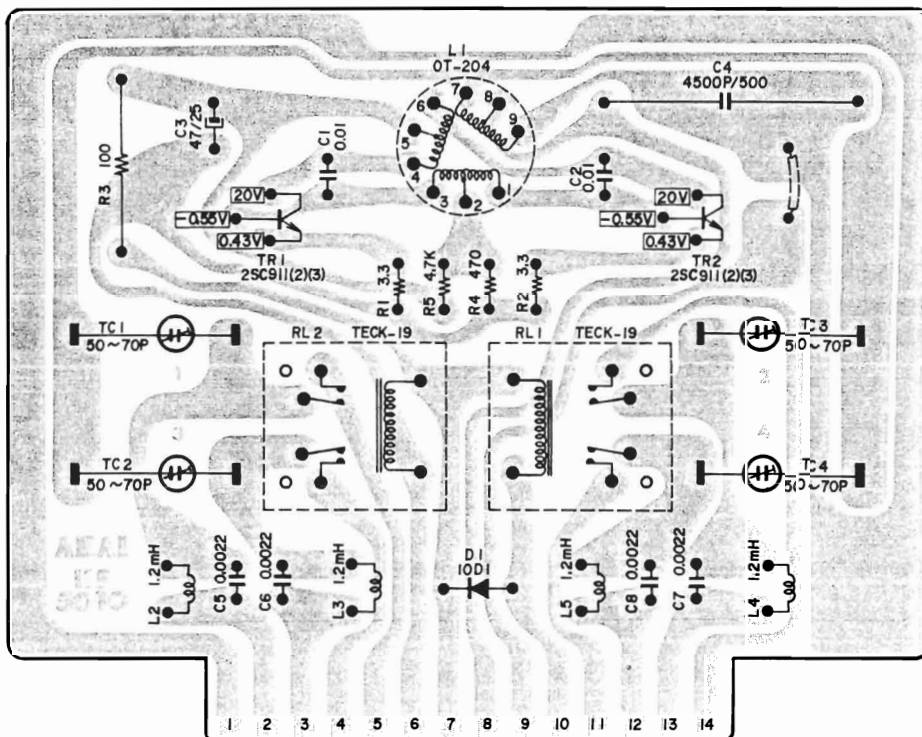 L1
OT-204
7
6
8
9
5
4
3
2
1
C4
4500P/500
R3 100
C3
47/25
C1
0.01
C2
0.01
20V
-0.55V
0.43V
TR1
2SC911(2)(3)
20V
-0.55V
0.43V
TR2
2SC911(2)(3)
R1 3.3
R5 4.7K
R4 470
R2 3.3
TC1
50~70P
TC3
50~70P
RL2 TECK-19
RL1 TECK-19
1
2
3
4
TC2
50~70P
TC4
50~70P
AKAI
L2 1.2mH
C5 0.0022
C6 0.0022
L3 1.2mH
D1
10D1
L5 1.2mH
C8 0.0022
C7 0.0022
L4 1.2mH
1 2 3 4 5 6 7 8 9 10 11 12 13 14